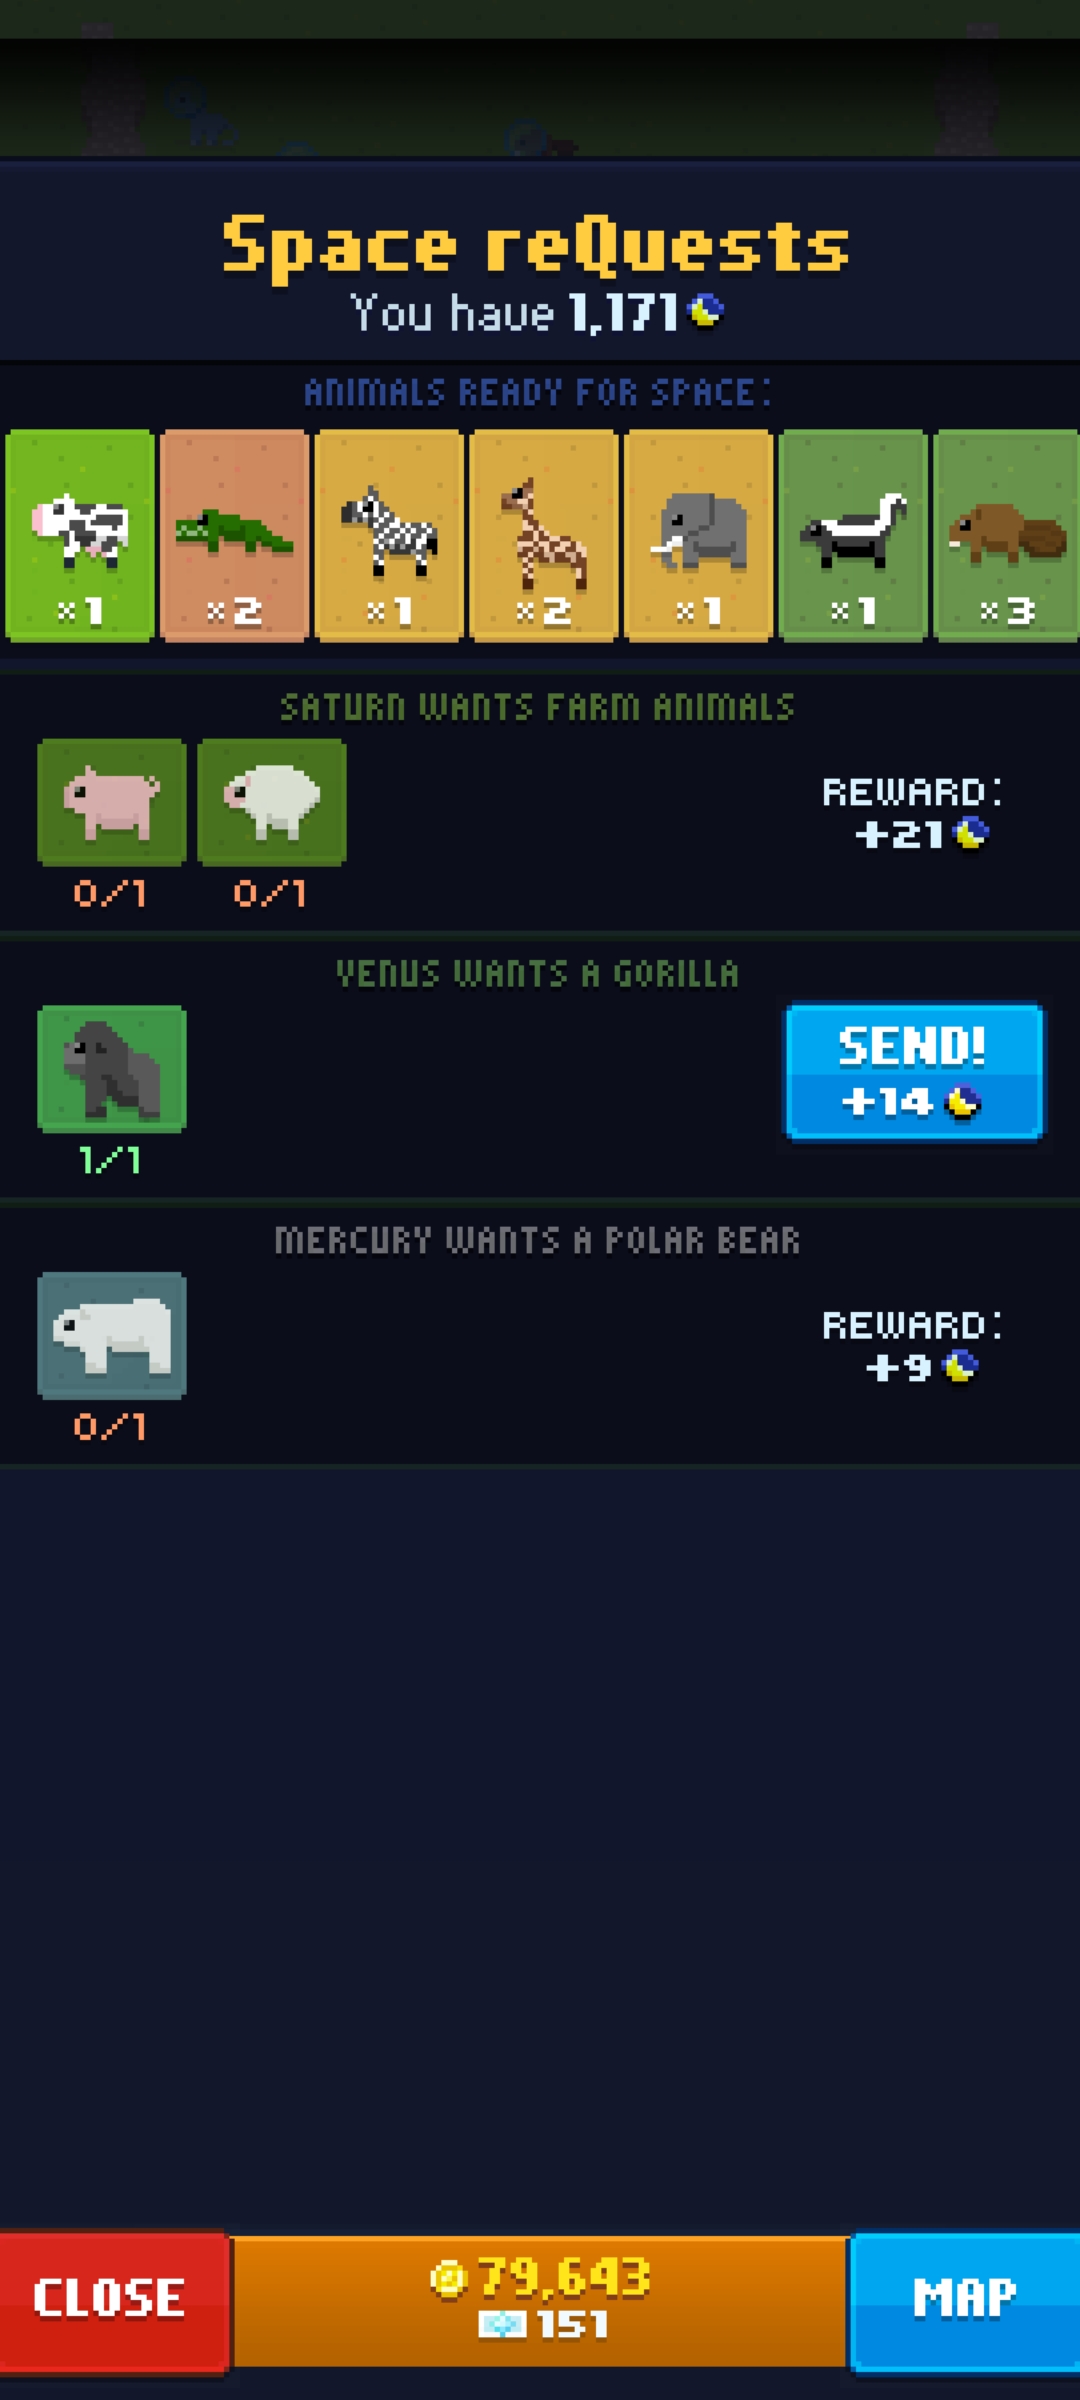 Space reQuests
You have 1,171
ANIMALS READY FOR SPACE:
×1 ×2 ×1 ×2 ×1 ×1 ×3
SATURN WANTS FARM ANIMALS
REWARD:
+21
0/1 0/1
VENUS WANTS A GORILLA
SEND!
+14
1/1
MERCURY WANTS A POLAR BEAR
REWARD:
+9
0/1
CLOSE
79,643
151
MAP